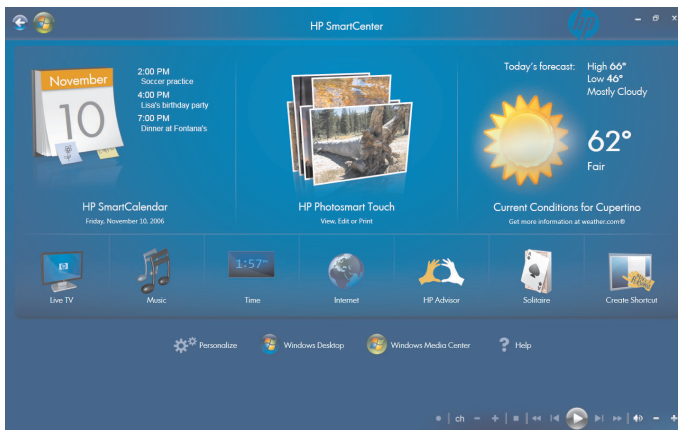 HP SmartCenter
hp
November
10
2:00 PM
Soccer practice
4:00 PM
Lisa's birthday party
7:00 PM
Dinner at Fontana's
HP SmartCalendar
Friday, November 10, 2006
HP Photosmart Touch
View, Edit or Print
Today's forecast:
High 66°
Low 46°
Mostly Cloudy
62°
Fair
Current Conditions for Cupertino
Get more information at weather.com®
1:57
Live TV
Music
Time
Internet
HP Advisor
Solitaire
Create Shortcut
Personalize
Windows Desktop
Windows Media Center
? Help
ch